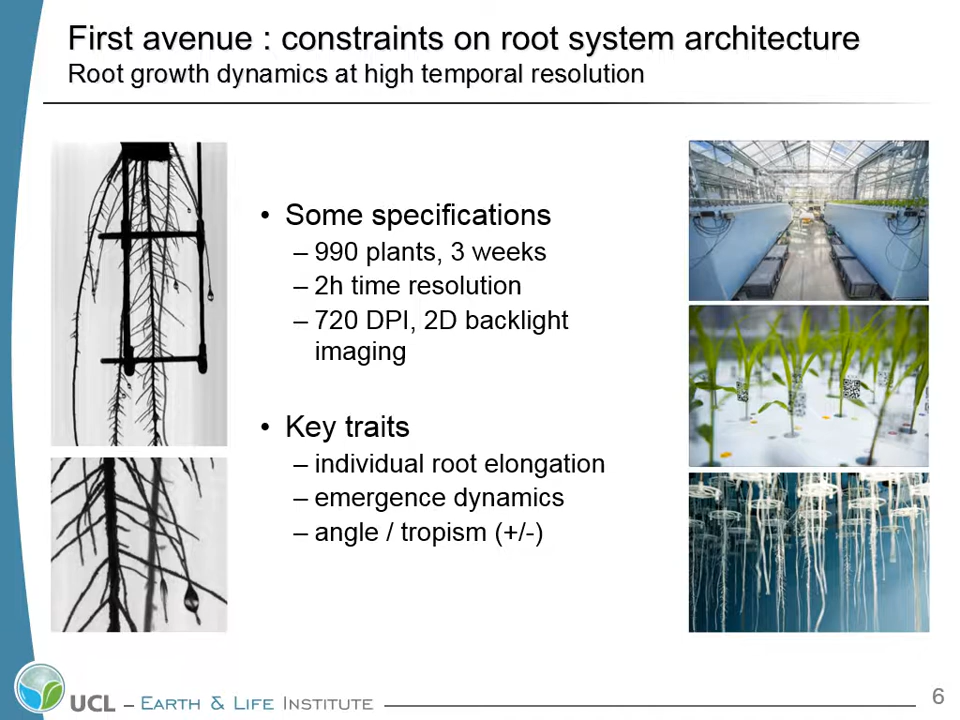 First avenue : constraints on root system architecture
Root growth dynamics at high temporal resolution
• Some specifications
– 990 plants, 3 weeks
– 2h time resolution
– 720 DPI, 2D backlight
imaging
• Key traits
– individual root elongation
– emergence dynamics
– angle / tropism (+/-)
UCL – Earth & Life Institute
6